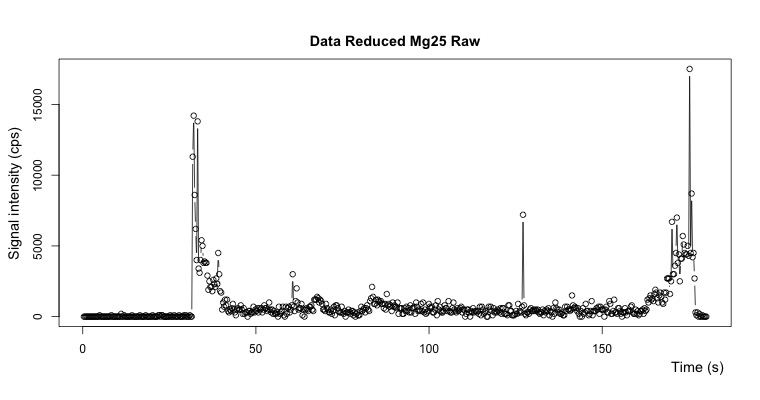 Data Reduced Mg25 Raw
Signal intensity (cps)
15000
10000
5000
0
0 50 100 150
Time (s)